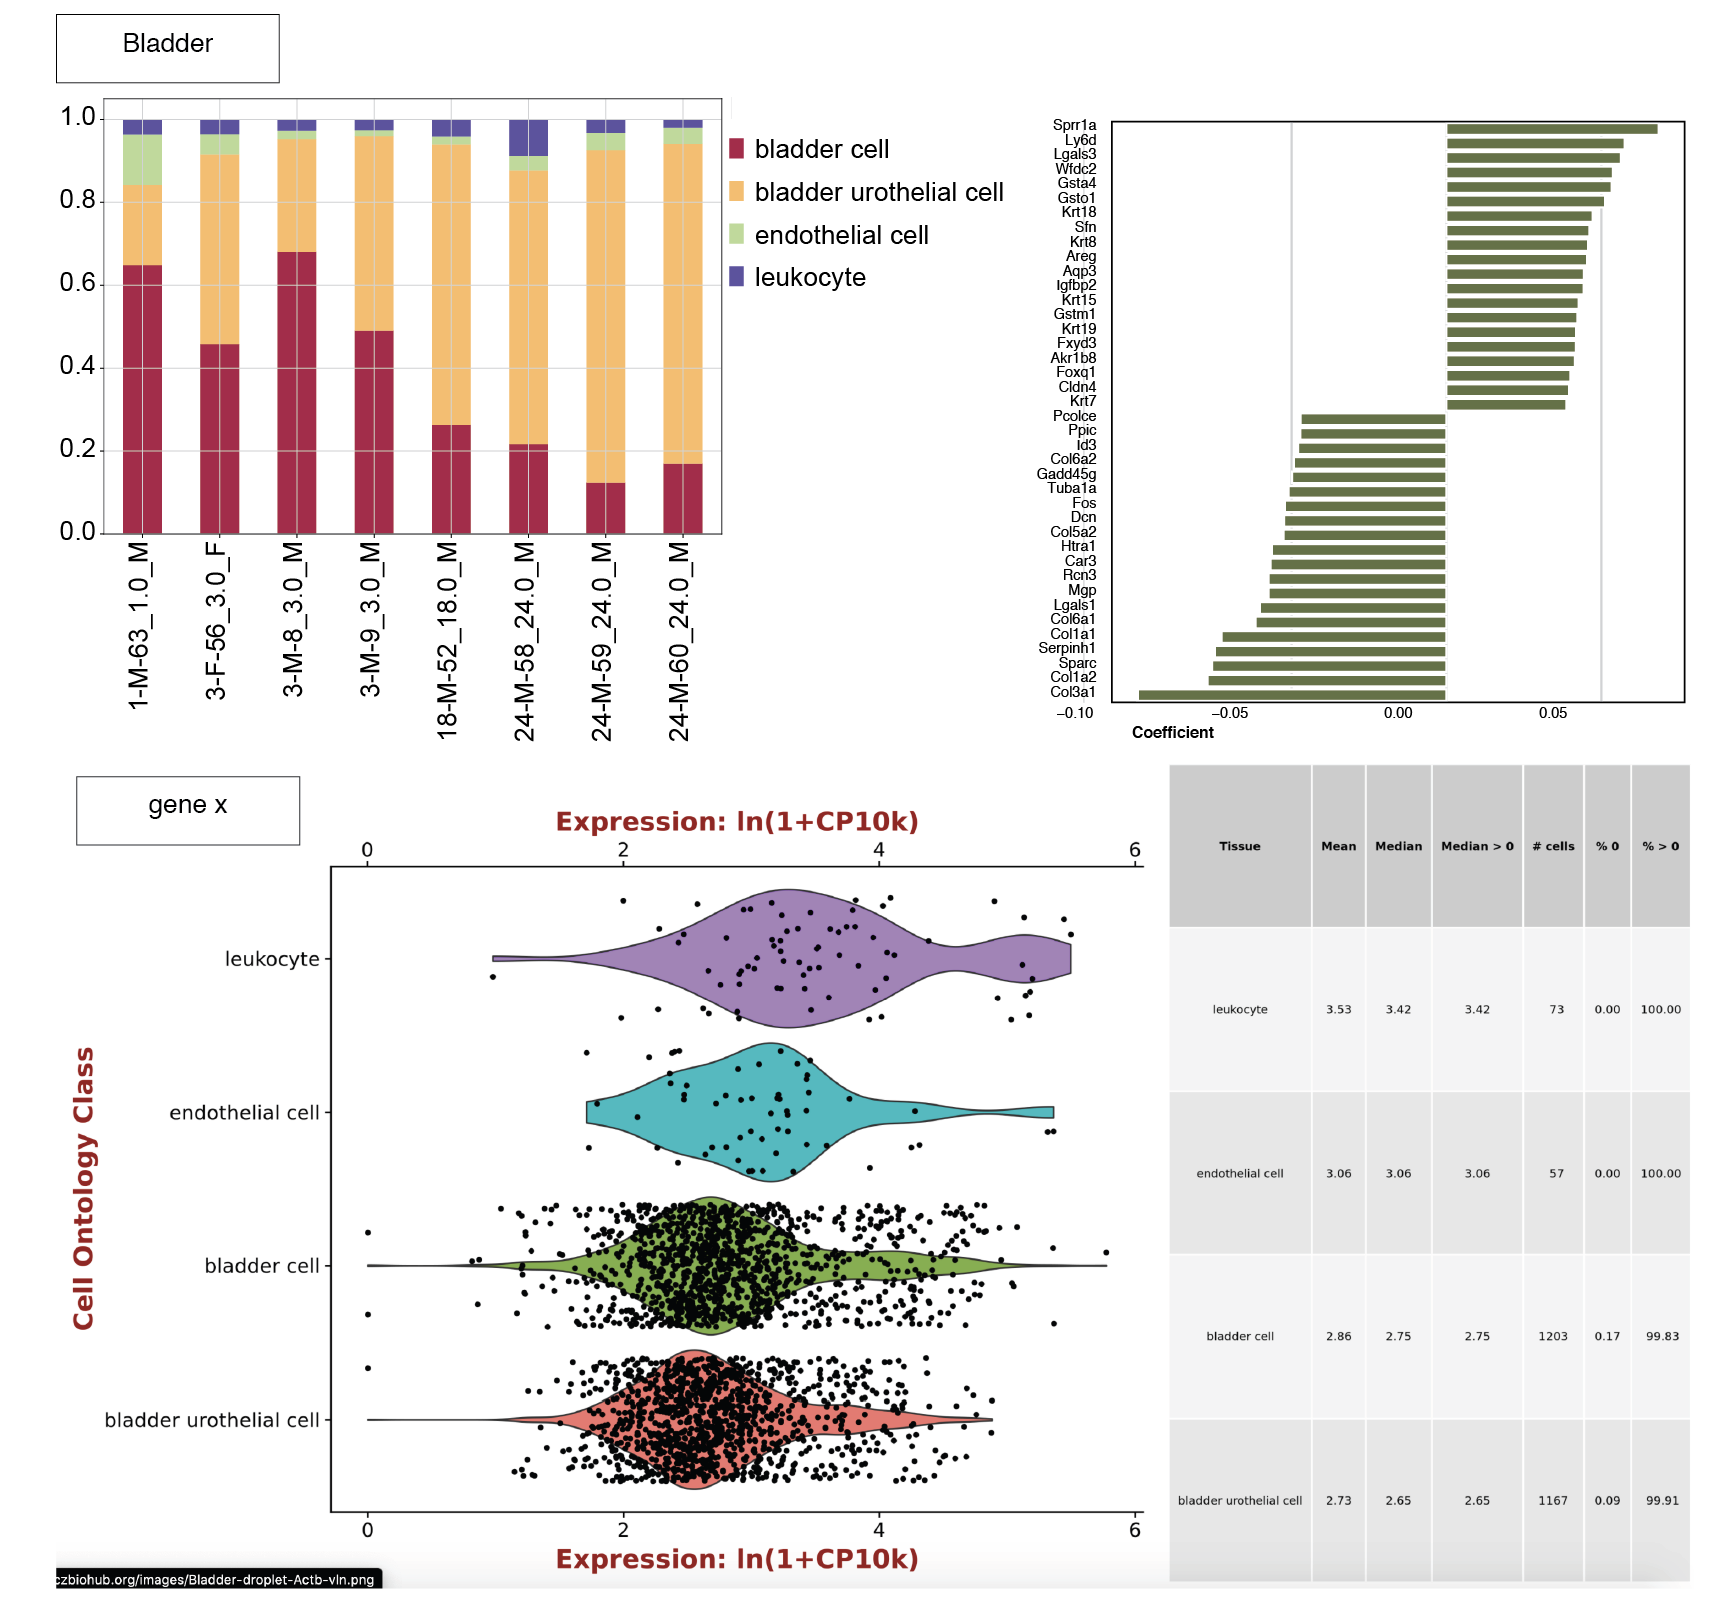 Bladder
1.0
0.8
0.6
0.4
0.2
0.0
1-M-63_1.0_M
3-F-56_3.0_F
3-M-8_3.0_M
3-M-9_3.0_M
18-M-52_18.0_M
24-M-58_24.0_M
24-M-59_24.0_M
24-M-60_24.0_M
bladder cell
bladder urothelial cell
endothelial cell
leukocyte
Sprr1a
Ly6d
Lgals3
Wfdc2
Gsta4
Gsto1
Krt18
Sfn
Krt8
Areg
Aqp3
Igfbp2
Krt15
Gstm1
Krt19
Fxyd3
Akr1b8
Foxq1
Cldn4
Krt7
Pcolce
Ppic
Id3
Col6a2
Gadd45g
Tuba1a
Fos
Dcn
Col5a2
Htra1
Car3
Rcn3
Mgp
Lgals1
Col6a1
Col1a1
Serpinh1
Sparc
Col1a2
Col3a1
−0.10 −0.05 0.00 0.05
Coefficient
gene x
Expression: ln(1+CP10k)
0 2 4 6
Cell Ontology Class
leukocyte
endothelial cell
bladder cell
bladder urothelial cell
0 2 4 6
Expression: ln(1+CP10k)
czbiohub.org/images/Bladder-droplet-Actb-vln.png
Tissue Mean Median Median > 0 # cells % 0 % > 0
leukocyte 3.53 3.42 3.42 73 0.00 100.00
endothelial cell 3.06 3.06 3.06 57 0.00 100.00
bladder cell 2.86 2.75 2.75 1203 0.17 99.83
bladder urothelial cell 2.73 2.65 2.65 1167 0.09 99.91